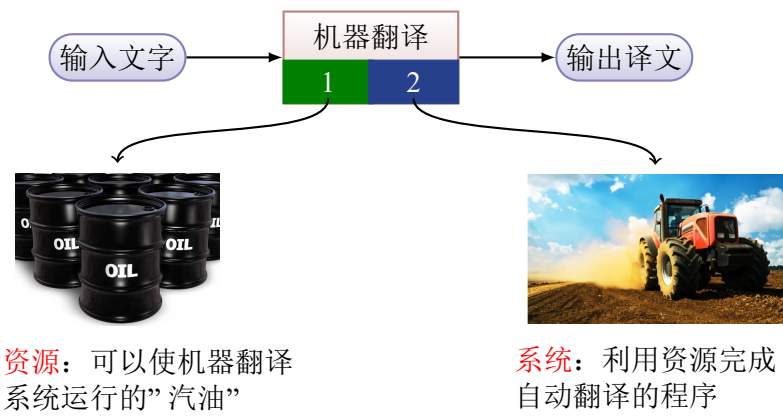 输入文字
机器翻译
输出译文
1
2
OIL
OIL
OIL
资源：可以使机器翻译
系统运行的” 汽油”
系统：利用资源完成
自动翻译的程序